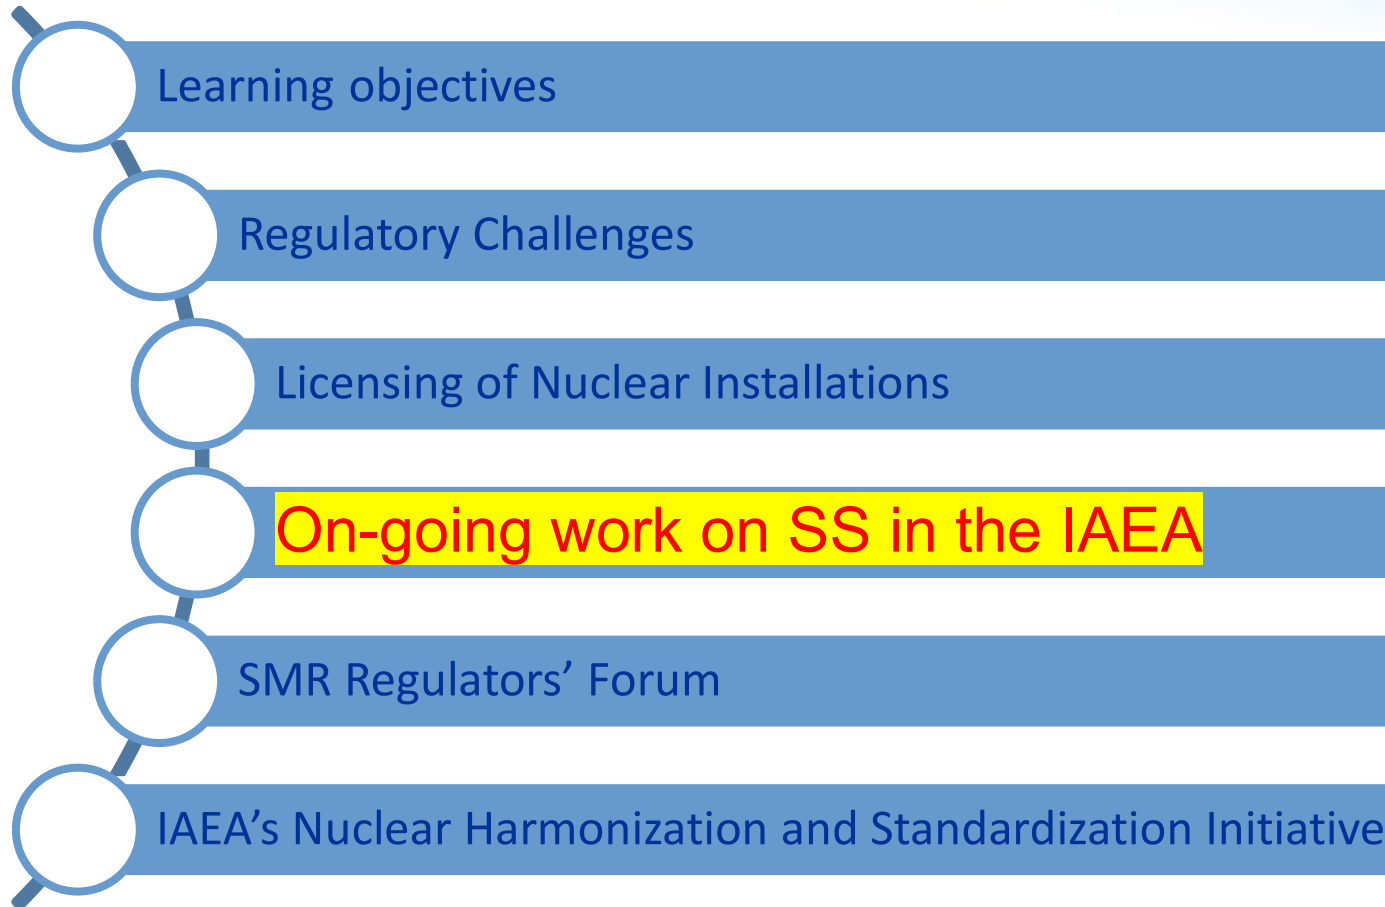 Learning objectives
Regulatory Challenges
Licensing of Nuclear Installations
On-going work on SS in the IAEA
SMR Regulators’ Forum
IAEA’s Nuclear Harmonization and Standardization Initiative